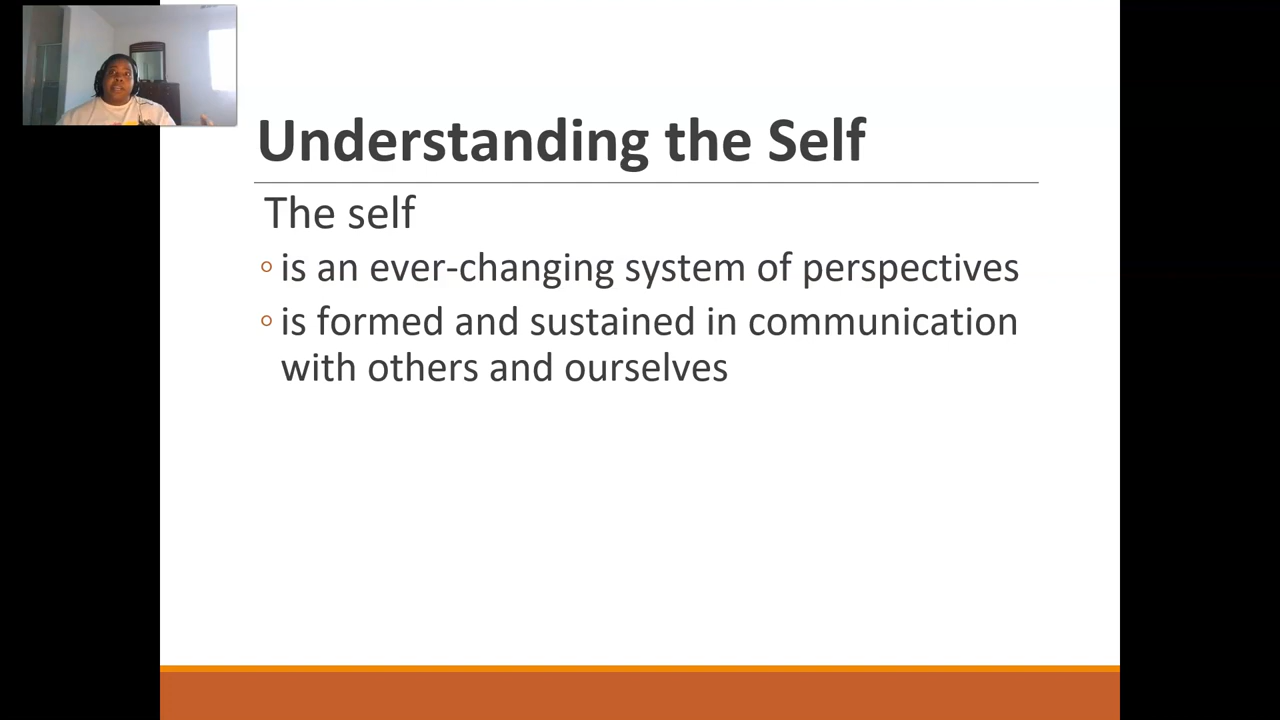 Understanding the Self
The self
◦ is an ever-changing system of perspectives
◦ is formed and sustained in communication
with others and ourselves